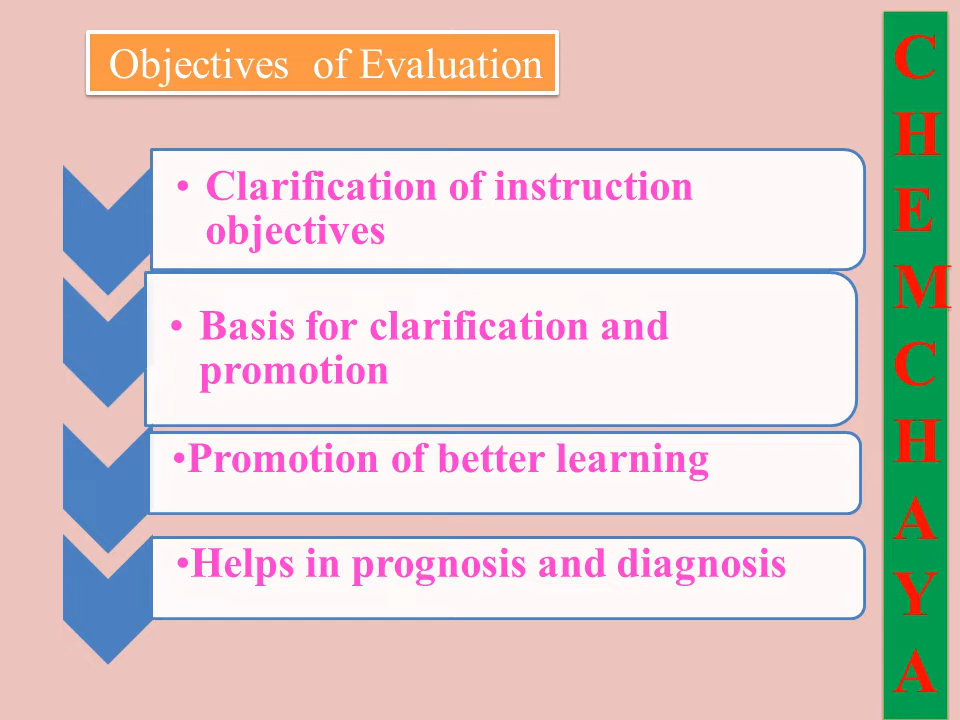 Objectives of Evaluation
• Clarification of instruction
objectives
• Basis for clarification and
promotion
•Promotion of better learning
•Helps in prognosis and diagnosis
C
H
E
M
C
H
A
Y
A